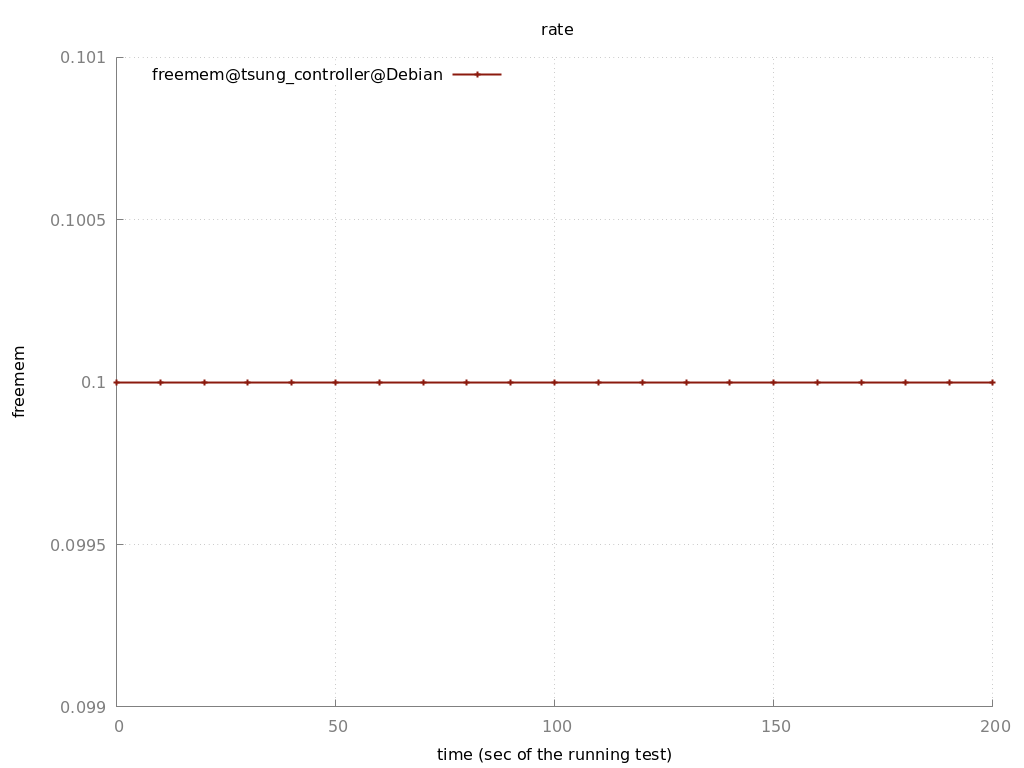 rate
0.101
freemem@tsung_controller@Debian
0.1005
0.1
0.0995
0.099
freemem
0 50 100 150 200
time (sec of the running test)